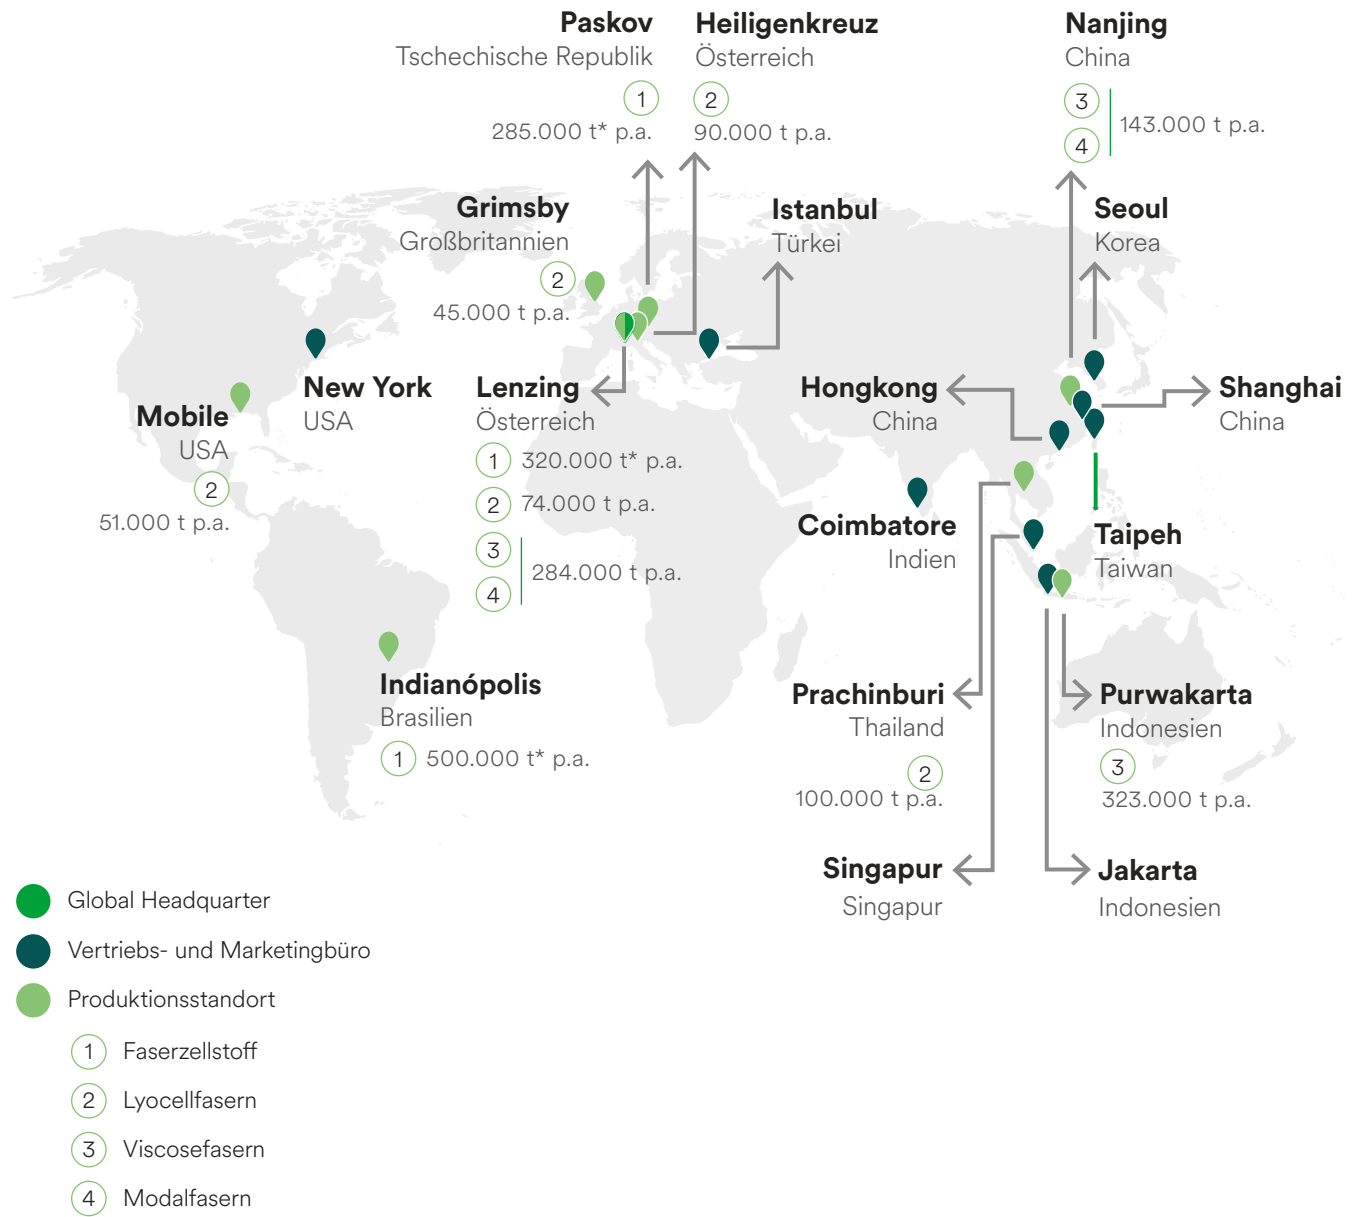 Paskov
Tschechische Republik
1
285.000 t* p.a.
Heiligenkreuz
Österreich
2
90.000 t p.a.
Nanjing
China
3
4
143.000 t p.a.
Grimsby
Großbritannien
2
45.000 t p.a.
Istanbul
Türkei
Seoul
Korea
New York
USA
Mobile
USA
2
51.000 t p.a.
Lenzing
Österreich
1 320.000 t* p.a.
2 74.000 t p.a.
3
4
284.000 t p.a.
Hongkong
China
Shanghai
China
Coimbatore
Indien
Taipeh
Taiwan
Indianópolis
Brasilien
1 500.000 t* p.a.
Prachinburi
Thailand
2
100.000 t p.a.
Purwakarta
Indonesien
3
323.000 t p.a.
Singapur
Singapur
Jakarta
Indonesien
Global Headquarter
Vertriebs- und Marketingbüro
Produktionsstandort
1 Faserzellstoff
2 Lyocellfasern
3 Viscosefasern
4 Modalfasern